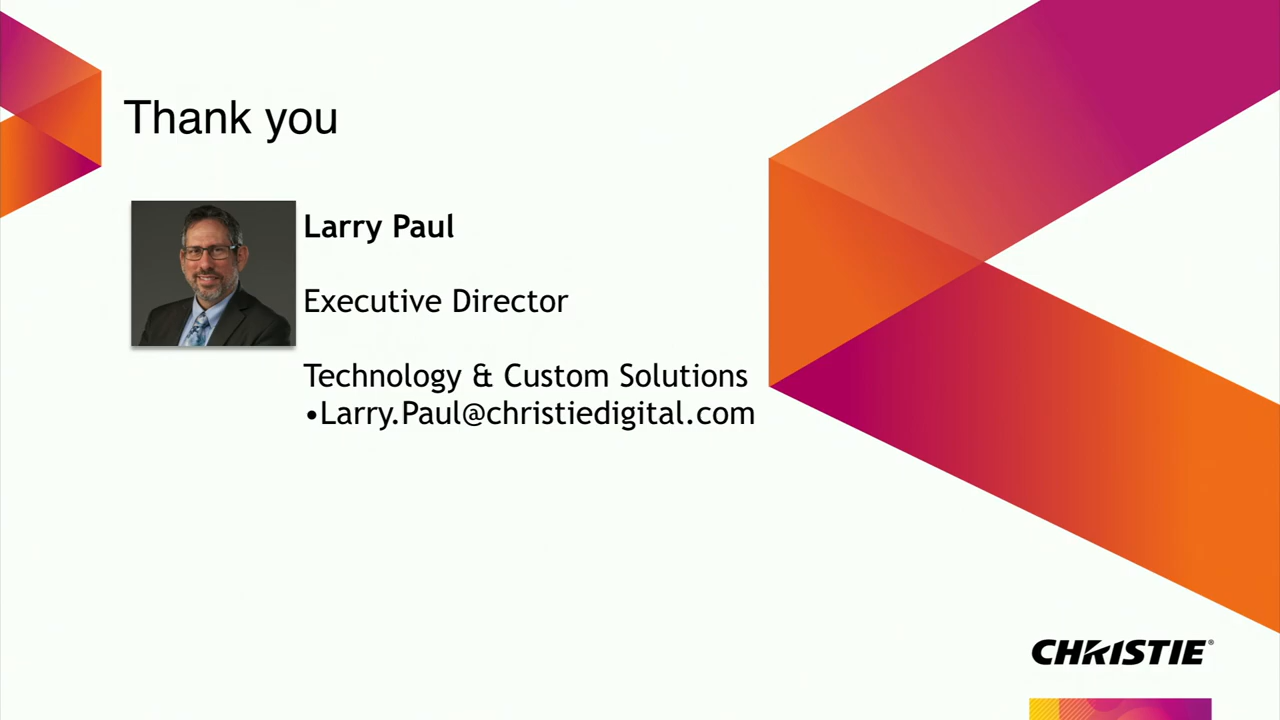 Thank you
Larry Paul
Executive Director
Technology & Custom Solutions
•Larry.Paul@christiedigital.com
CHRISTIE®